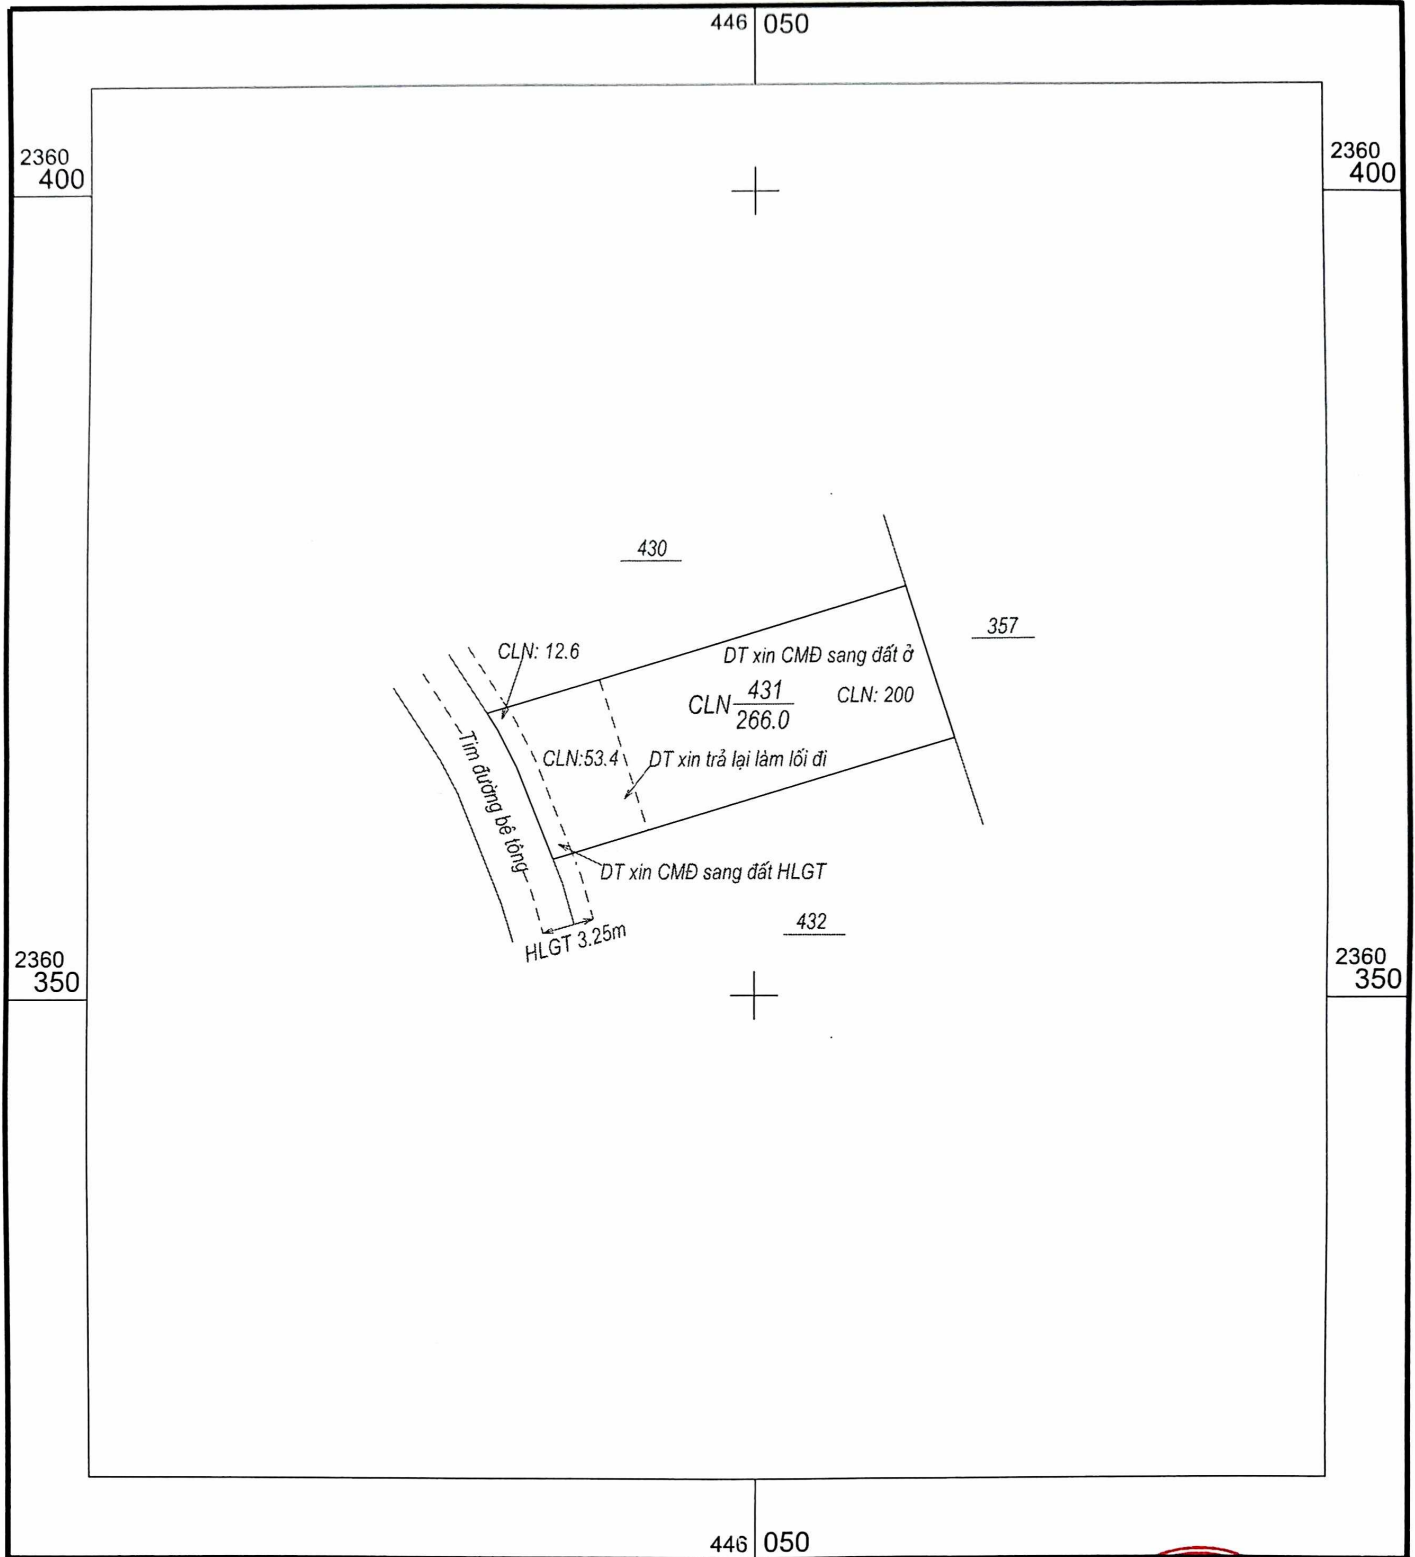 446 050
2360
400
2360
400
430
357
CLN: 12.6
DT xin CMĐ sang đất ở
CLN 431
266.0
CLN: 200
CLN:53.4
DT xin trả lại làm lối đi
Tim đường bê tông
DT xin CMĐ sang đất HLGT
432
HLGT 3.25m
2360
350
2360
350
446 050